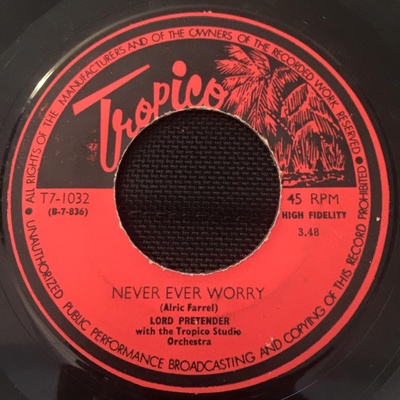 ALL RIGHTS OF THE MANUFACTURERS AND OF THE OWNERS OF THE RECORDED WORK RESERVED
Tropico
T7-1032
(B-7-836)
45 RPM
HIGH FIDELITY
3.48
NEVER EVER WORRY
(Alric Farrel)
LORD PRETENDER
with the Tropico Studio
Orchestra
UNAUTHORIZED PUBLIC PERFORMANCE BROADCASTING AND COPYING OF THIS RECORD PROHIBITED